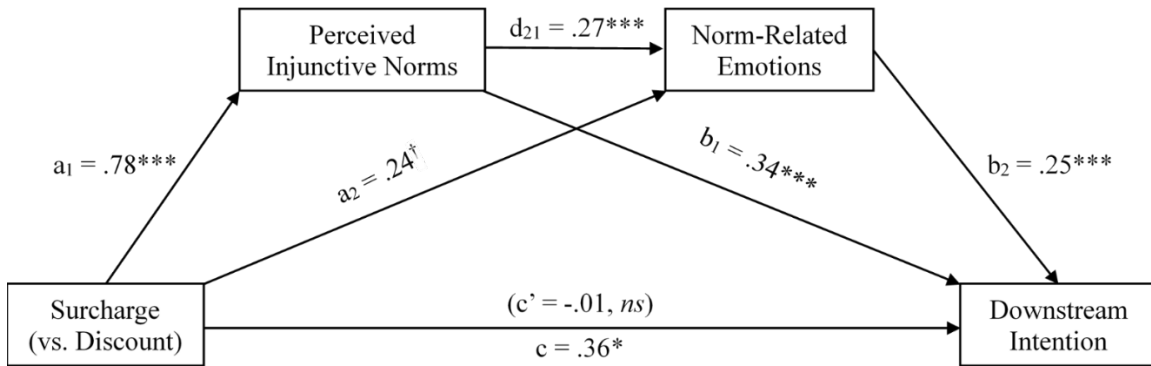 Perceived
Injunctive Norms
d₂₁ = .27***
Norm-Related
Emotions
a₁ = .78***
a₂ = .24†
b₁ = .34***
b₂ = .25***
Surcharge
(vs. Discount)
(c’ = -.01, ns)
c = .36*
Downstream
Intention